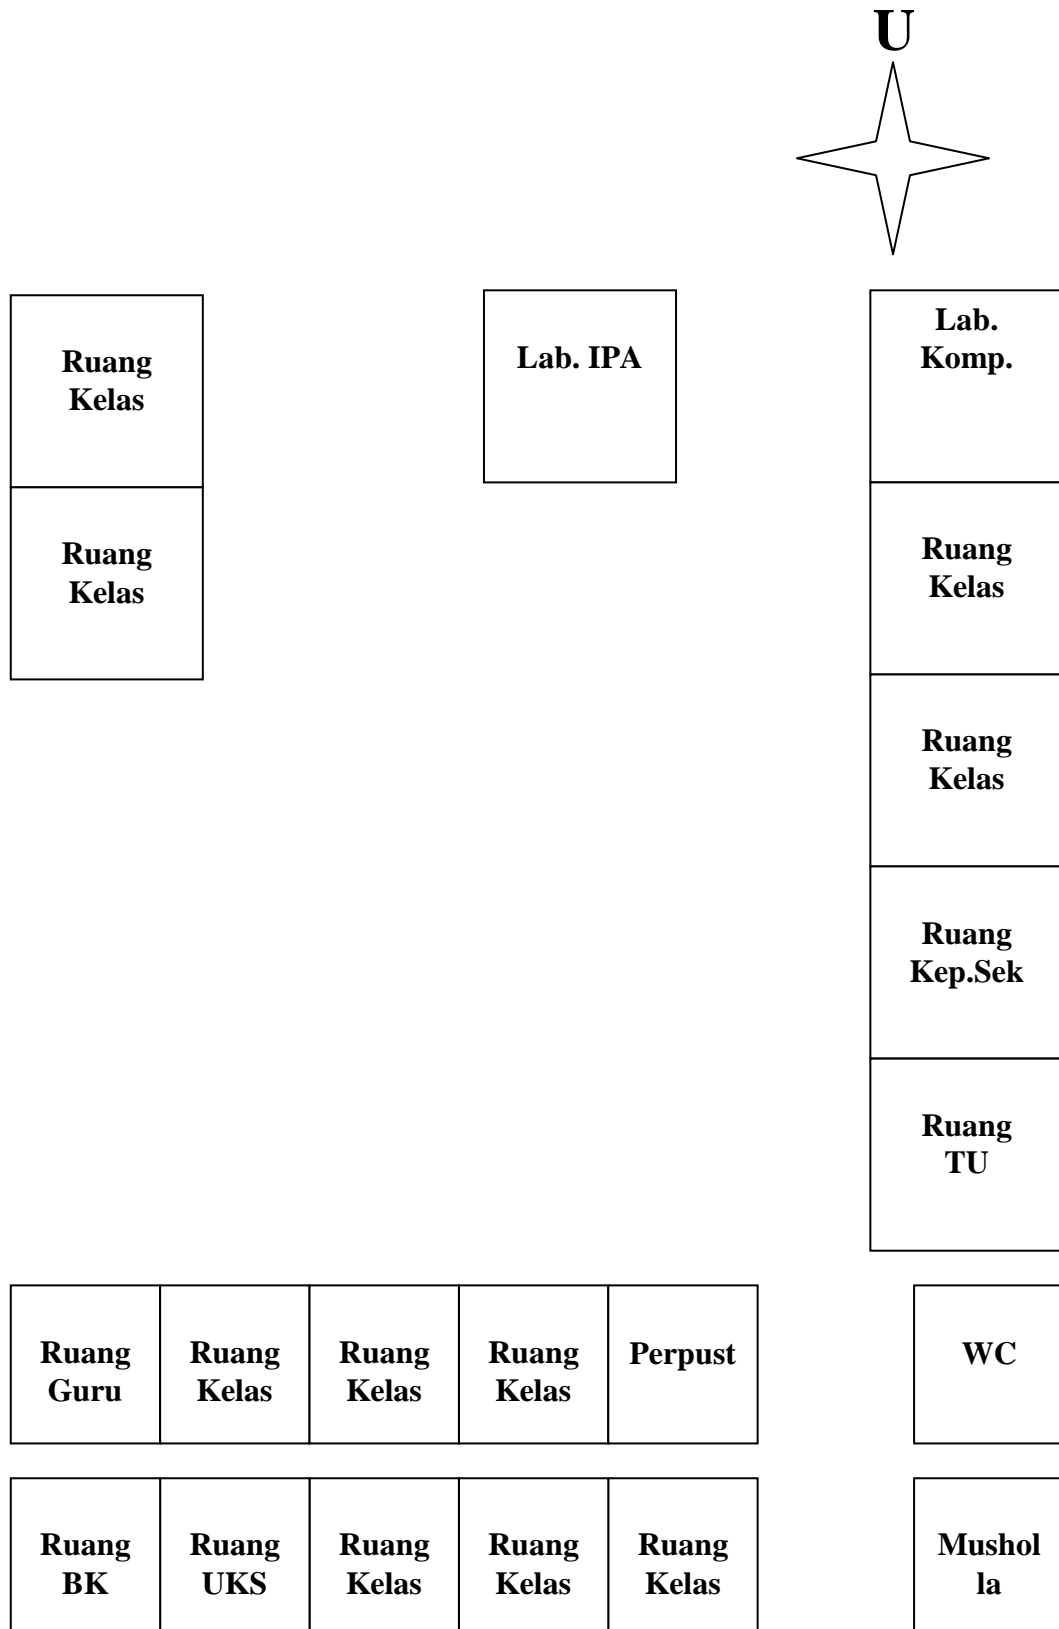 U
Ruang
Kelas
Lab. IPA
Lab.
Komp.
Ruang
Kelas
Ruang
Kelas
Ruang
Kelas
Ruang
Kep.Sek
Ruang
TU
Ruang
Guru
Ruang
Kelas
Ruang
Kelas
Ruang
Kelas
Perpust
WC
Ruang
BK
Ruang
UKS
Ruang
Kelas
Ruang
Kelas
Ruang
Kelas
Mushol
la